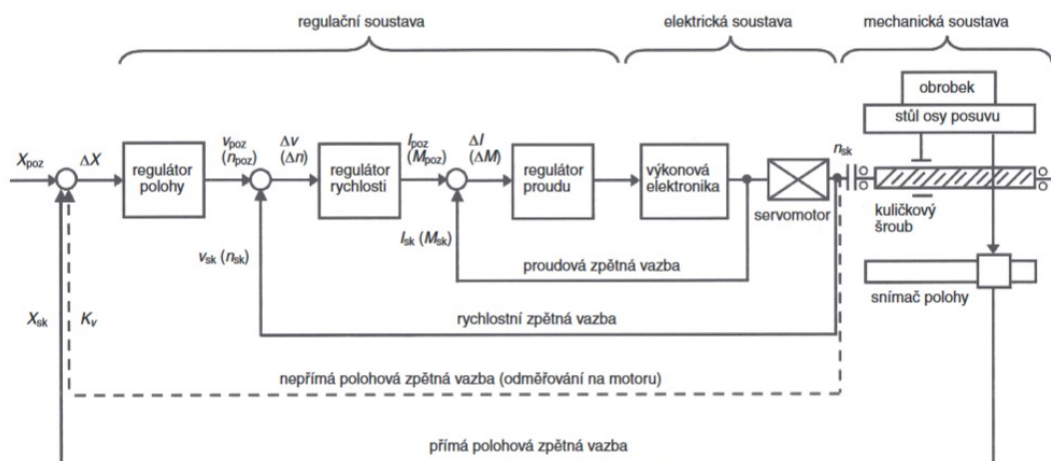 regulační soustava
elektrická soustava
mechanická soustava
obrobek
stůl osy posuvu
X_poz
ΔX
regulátor
polohy
v_poz
(n_poz)
Δv
(Δn)
regulátor
rychlosti
I_poz
(M_poz)
ΔI
(ΔM)
regulátor
proudu
výkonová
elektronika
servomotor
n_sk
kuličkový
šroub
v_sk (n_sk)
I_sk (M_sk)
proudová zpětná vazba
snímač polohy
X_sk
K_v
rychlostní zpětná vazba
nepřímá polohová zpětná vazba (odměřování na motoru)
přímá polohová zpětná vazba